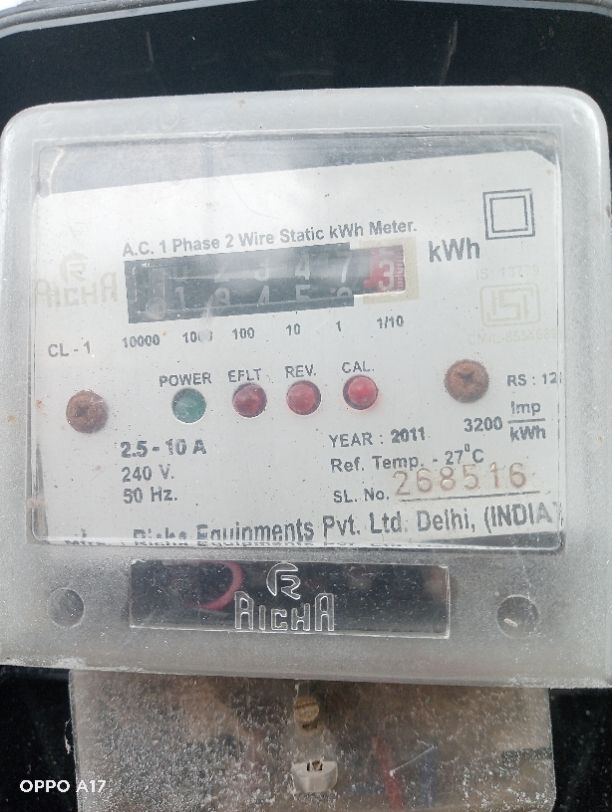 A.C. 1 Phase 2 Wire Static kWh Meter.
kWh
RICHA
CL - 1
10000 100 10 1 1/10
POWER EFLT REV. CAL.
RS : 12
3200 Imp/kWh
2.5 - 10 A
240 V.
50 Hz.
YEAR : 2011
Ref. Temp. - 27°C
SL. No. 268516
Richa Equipments Pvt. Ltd. Delhi, (INDIA)
RICHA
OPPO A17